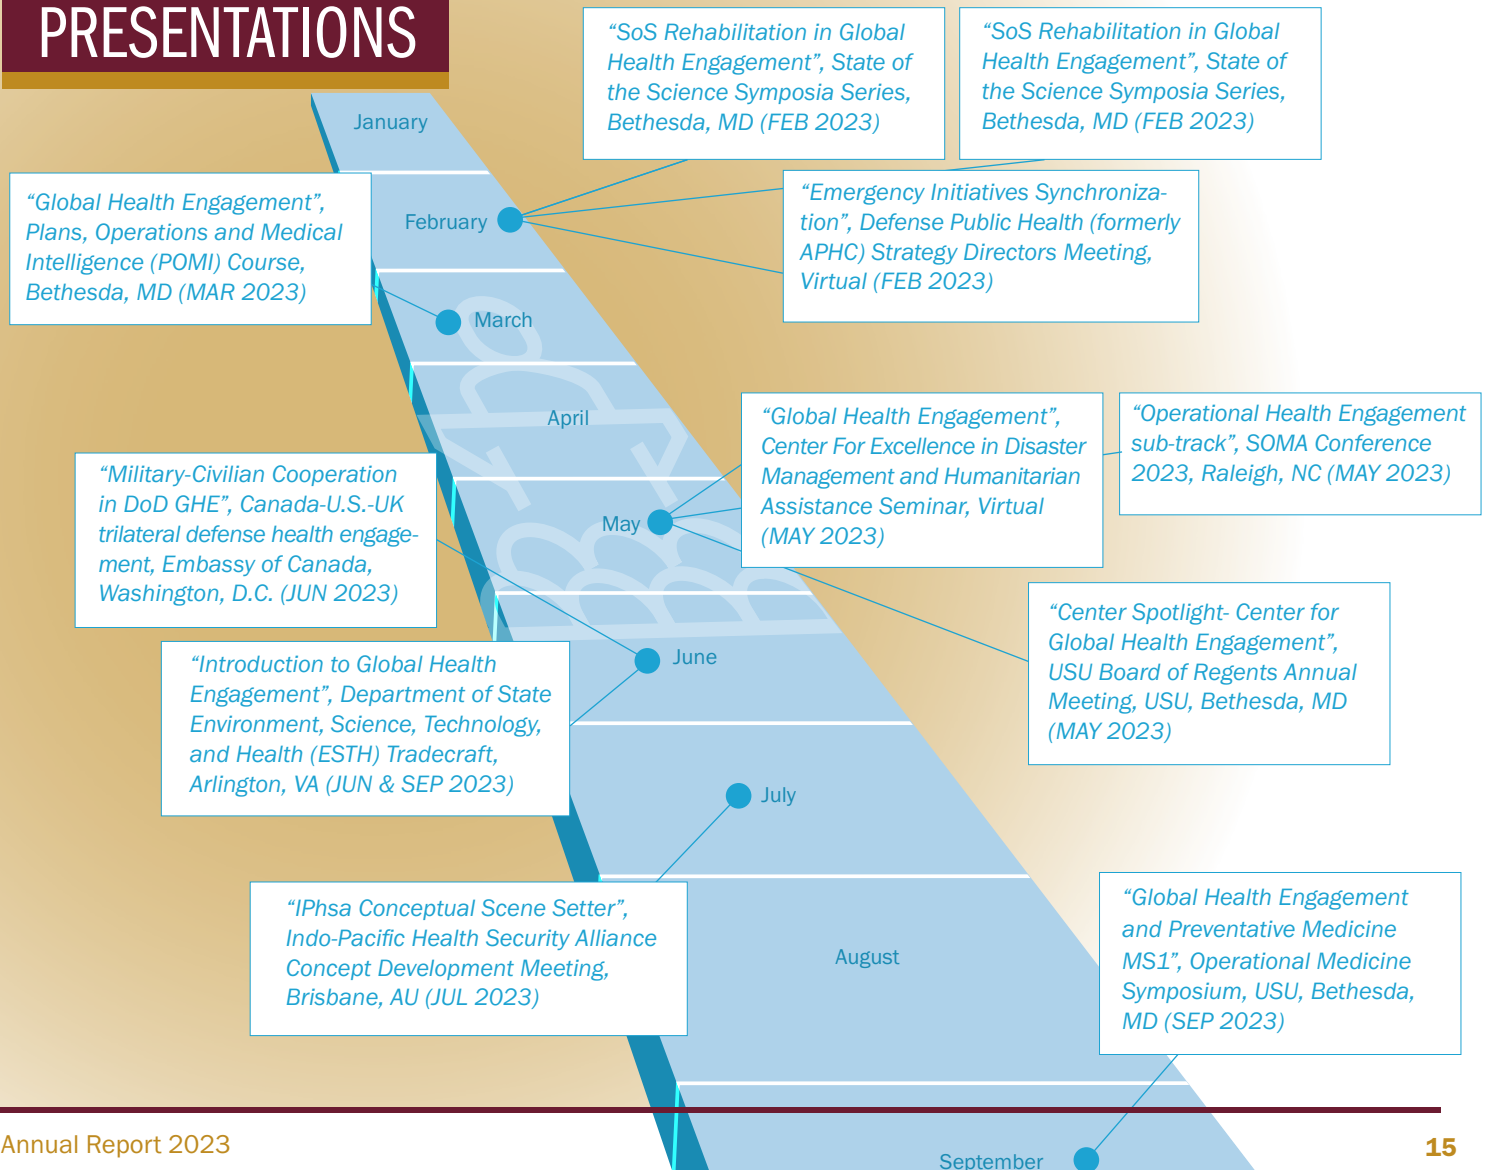 PRESENTATIONS
“SoS Rehabilitation in Global
Health Engagement”, State of
the Science Symposia Series,
Bethesda, MD (FEB 2023)
“SoS Rehabilitation in Global
Health Engagement”, State of
the Science Symposia Series,
Bethesda, MD (FEB 2023)
January
“Global Health Engagement”,
Plans, Operations and Medical
Intelligence (POMI) Course,
Bethesda, MD (MAR 2023)
February
“Emergency Initiatives Synchroniza-
tion”, Defense Public Health (formerly
APHC) Strategy Directors Meeting,
Virtual (FEB 2023)
March
April
“Global Health Engagement”,
Center For Excellence in Disaster
Management and Humanitarian
Assistance Seminar, Virtual
(MAY 2023)
“Operational Health Engagement
sub-track”, SOMA Conference
2023, Raleigh, NC (MAY 2023)
“Military-Civilian Cooperation
in DoD GHE”, Canada-U.S.-UK
trilateral defense health engage-
ment, Embassy of Canada,
Washington, D.C. (JUN 2023)
May
“Center Spotlight- Center for
Global Health Engagement”,
USU Board of Regents Annual
Meeting, USU, Bethesda, MD
(MAY 2023)
June
“Introduction to Global Health
Engagement”, Department of State
Environment, Science, Technology,
and Health (ESTH) Tradecraft,
Arlington, VA (JUN & SEP 2023)
July
“IPhsa Conceptual Scene Setter”,
Indo-Pacific Health Security Alliance
Concept Development Meeting,
Brisbane, AU (JUL 2023)
August
“Global Health Engagement
and Preventative Medicine
MS1”, Operational Medicine
Symposium, USU, Bethesda,
MD (SEP 2023)
September
Annual Report 2023
15